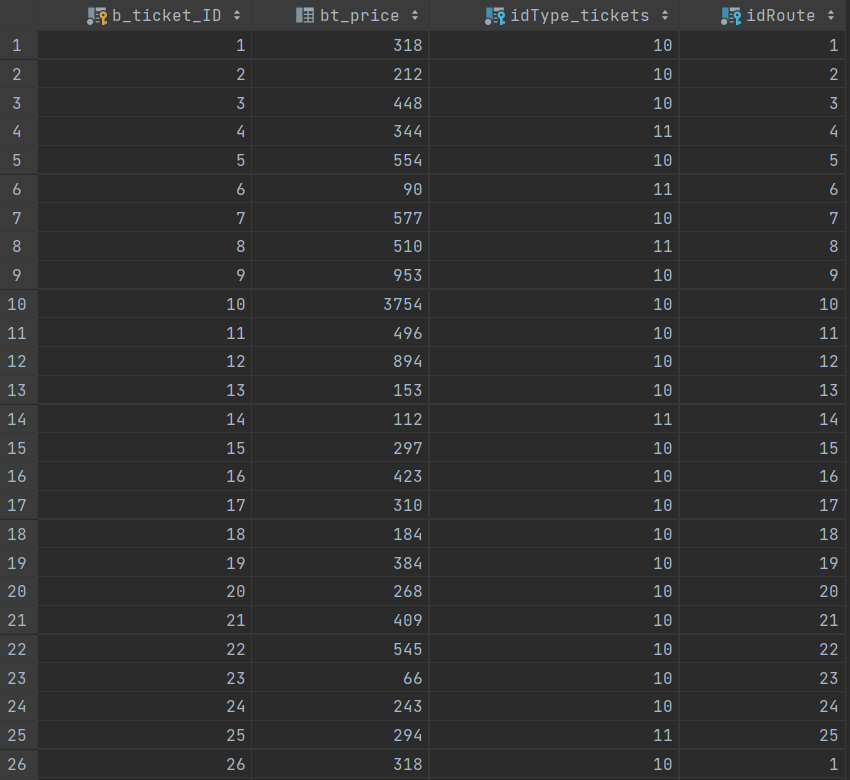 b_ticket_ID bt_price idType_tickets idRoute
1 1 318 10 1
2 2 212 10 2
3 3 448 10 3
4 4 344 11 4
5 5 554 10 5
6 6 90 11 6
7 7 577 10 7
8 8 510 11 8
9 9 953 10 9
10 10 3754 10 10
11 11 496 10 11
12 12 894 10 12
13 13 153 10 13
14 14 112 11 14
15 15 297 10 15
16 16 423 10 16
17 17 310 10 17
18 18 184 10 18
19 19 384 10 19
20 20 268 10 20
21 21 409 10 21
22 22 545 10 22
23 23 66 10 23
24 24 243 10 24
25 25 294 11 25
26 26 318 10 1